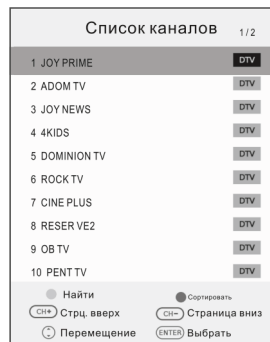 Список каналов 1/2
1 JOY PRIME DTV
2 ADOM TV DTV
3 JOY NEWS DTV
4 4KIDS DTV
5 DOMINION TV DTV
6 ROCK TV DTV
7 CINE PLUS DTV
8 RESER VE2 DTV
9 OB TV DTV
10 PENT TV DTV
Найти Сортировать
CH+ Стрц. вверх CH- Страница вниз
Перемещение ENTER Выбрать